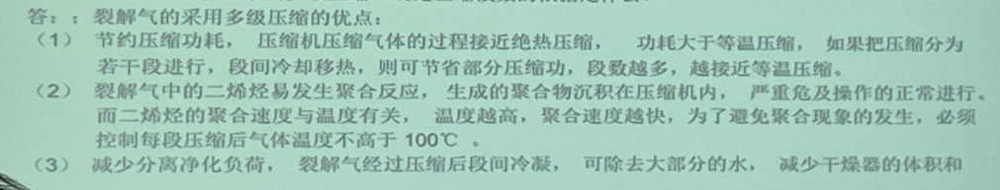 答：：裂解气的采用多级压缩的优点：
（1） 节约压缩功耗， 压缩机压缩气体的过程接近绝热压缩， 功耗大于等温压缩， 如果把压缩分为
若干段进行，段间冷却移热，则可节省部分压缩功，段数越多，越接近等温压缩。
（2） 裂解气中的二烯烃易发生聚合反应， 生成的聚合物沉积在压缩机内， 严重危及操作的正常进行。
而二烯烃的聚合速度与温度有关， 温度越高，聚合速度越快，为了避免聚合现象的发生，必须
控制每段压缩后气体温度不高于 100℃ 。
（3） 减少分离净化负荷， 裂解气经过压缩后段间冷凝， 可除去大部分的水， 减少干燥器的体积和